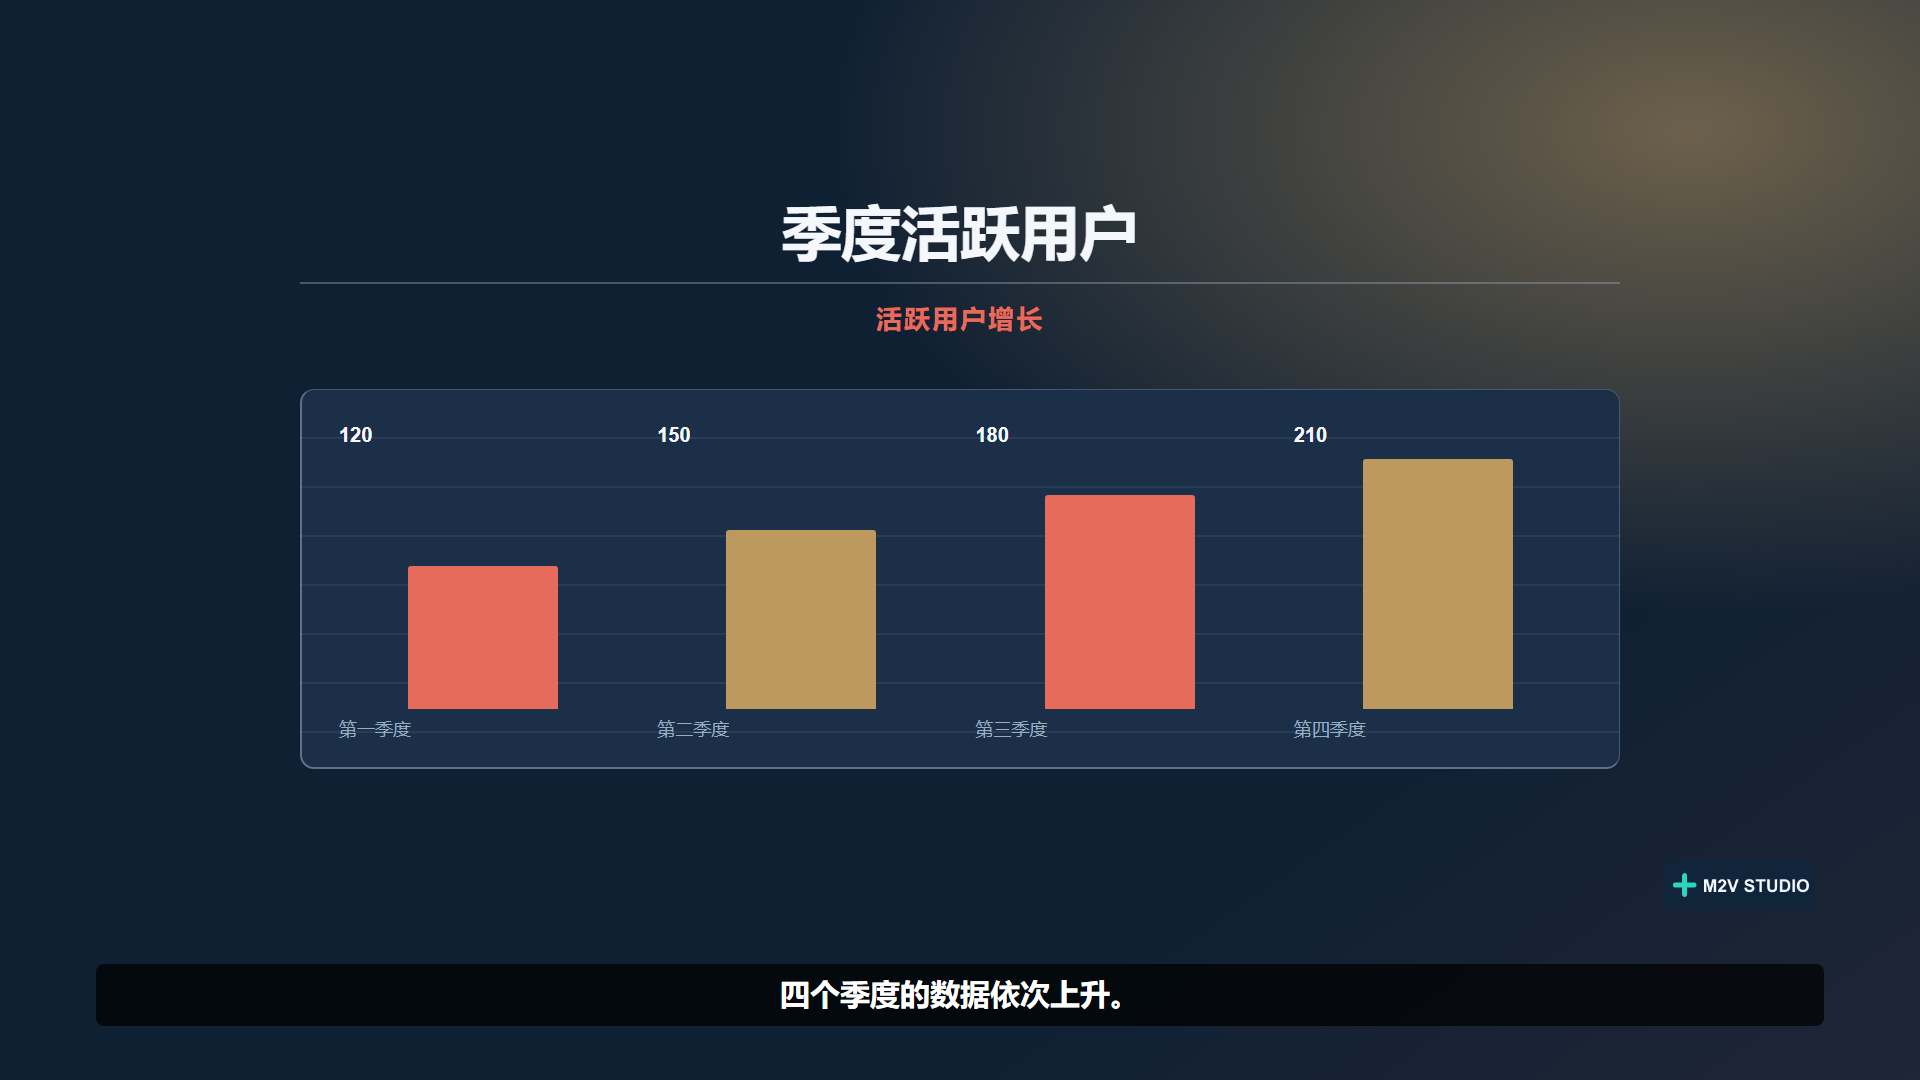 季度活跃用户
活跃用户增长
120 150 180 210
第一季度 第二季度 第三季度 第四季度
M2V STUDIO
四个季度的数据依次上升。